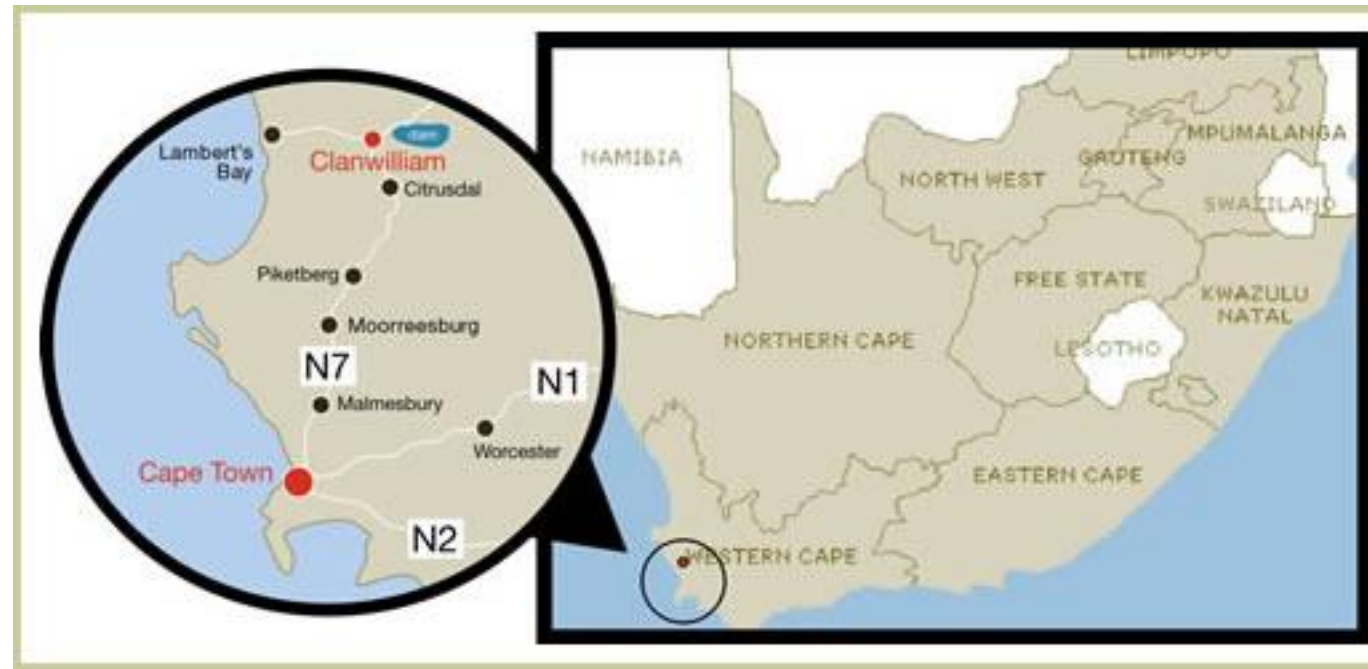 Lambert's
Bay
dam
Clanwilliam
Citrusdal
Piketberg
Moorreesburg
N7
N1
Malmesbury
Worcester
Cape Town
N2
LIMPOPO
NAMIBIA
MPUMALANGA
GAUTENG
NORTH WEST
SWAZILAND
FREE STATE
KWAZULU
NATAL
NORTHERN CAPE
LESOTHO
EASTERN CAPE
WESTERN CAPE